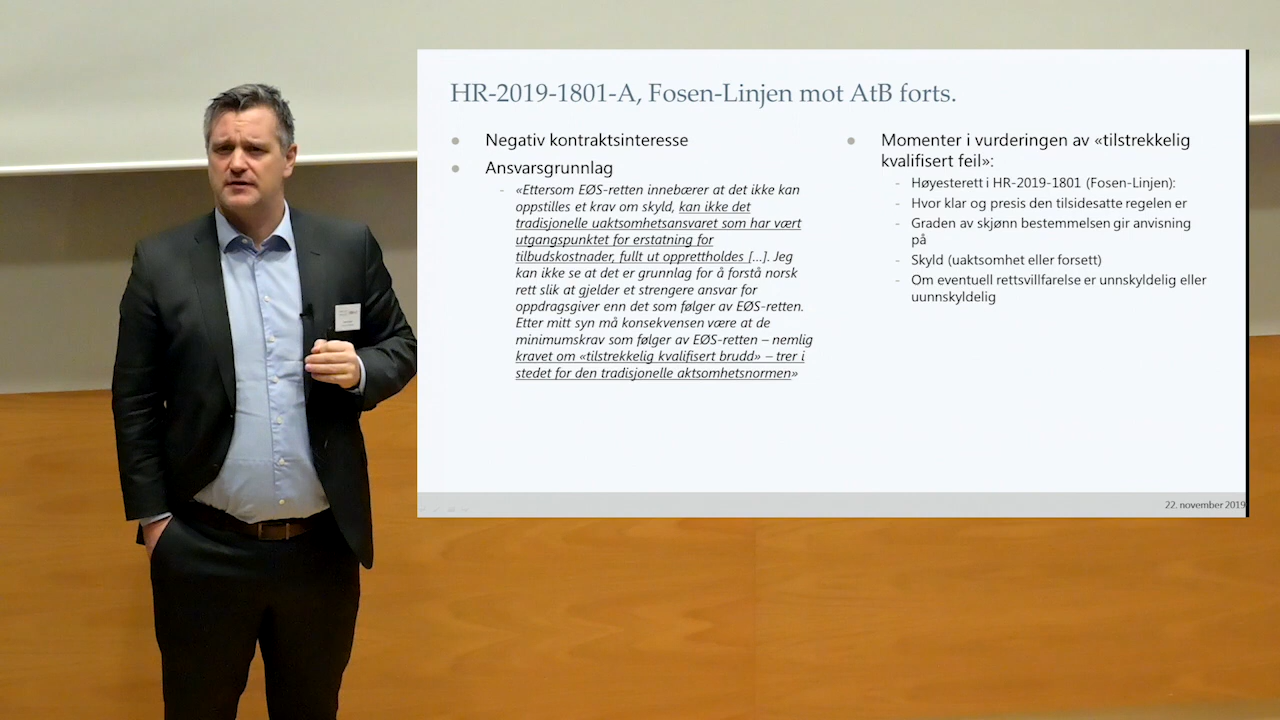 HR-2019-1801-A, Fosen-Linjen mot AtB forts.
Negativ kontraktsinteresse
Ansvarsgrunnlag
- «Ettersom EØS-retten innebærer at det ikke kan
oppstilles et krav om skyld, kan ikke det
tradisjonelle uaktsomhetsansvaret som har vært
utgangspunktet for erstatning for
tilbudskostnader, fullt ut opprettholdes [...]. Jeg
kan ikke se at det er grunnlag for å forstå norsk
rett slik at gjelder et strengere ansvar for
oppdragsgiver enn det som følger av EØS-retten.
Etter mitt syn må konsekvensen være at de
minimumskrav som følger av EØS-retten – nemlig
kravet om «tilstrekkelig kvalifisert brudd» – trer i
stedet for den tradisjonelle aktsomhetsnormen»
Momenter i vurderingen av «tilstrekkelig
kvalifisert feil»:
- Høyesterett i HR-2019-1801 (Fosen-Linjen):
- Hvor klar og presis den tilsidesatte regelen er
- Graden av skjønn bestemmelsen gir anvisning
på
- Skyld (uaktsomhet eller forsett)
- Om eventuell rettsvillfarelse er unnskyldelig eller
uunnskyldelig
22. november 2019